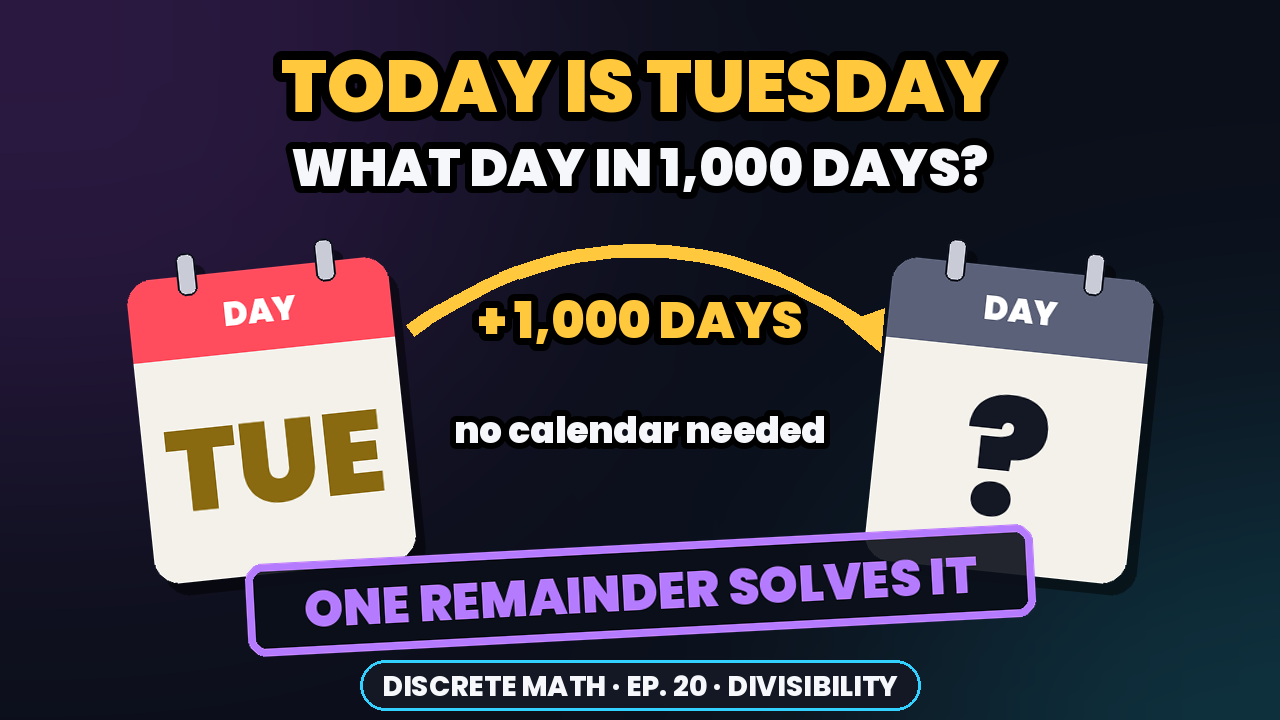 TODAY IS TUESDAY
WHAT DAY IN 1,000 DAYS?
DAY
TUE
+1,000 DAYS
no calendar needed
DAY
?
ONE REMAINDER SOLVES IT
DISCRETE MATH · EP. 20 · DIVISIBILITY